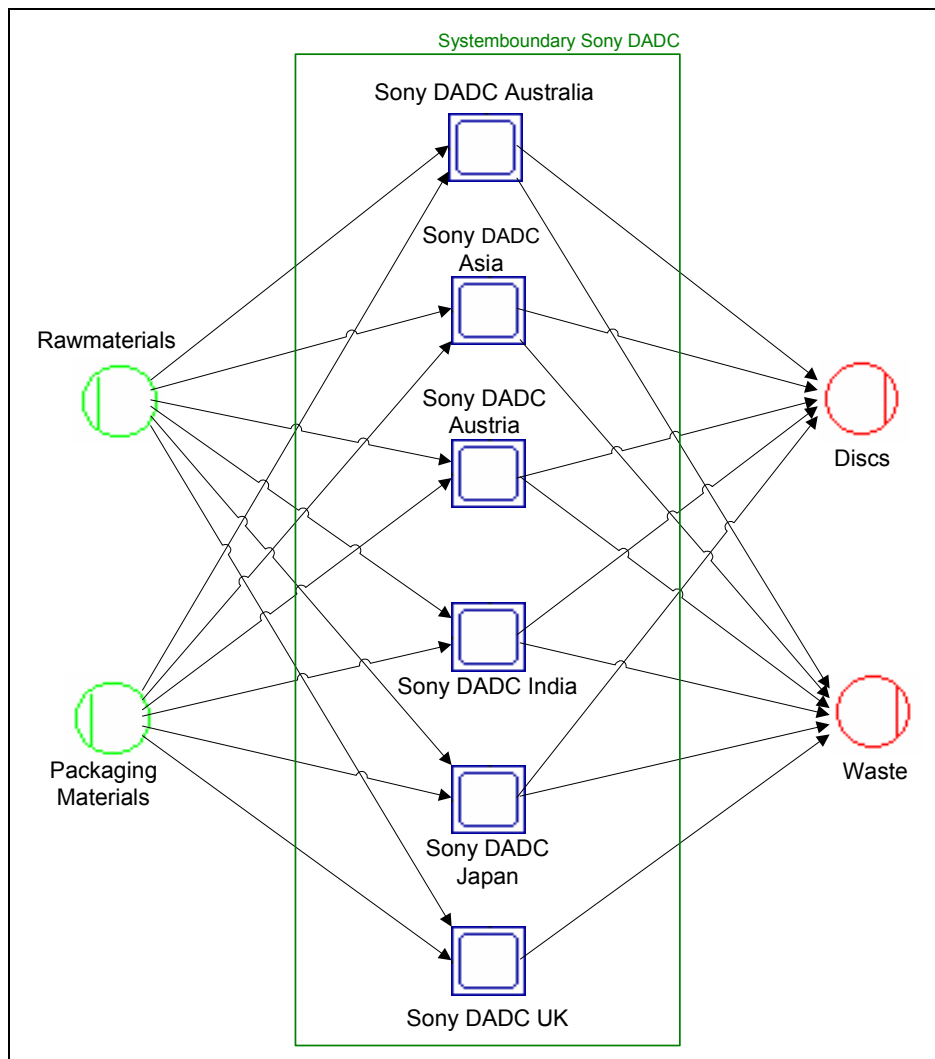 Systemboundary Sony DADC
Sony DADC Australia
Sony DADC
Asia
Rawmaterials
Sony DADC
Austria
Discs
Sony DADC India
Packaging
Materials
Waste
Sony DADC
Japan
Sony DADC UK